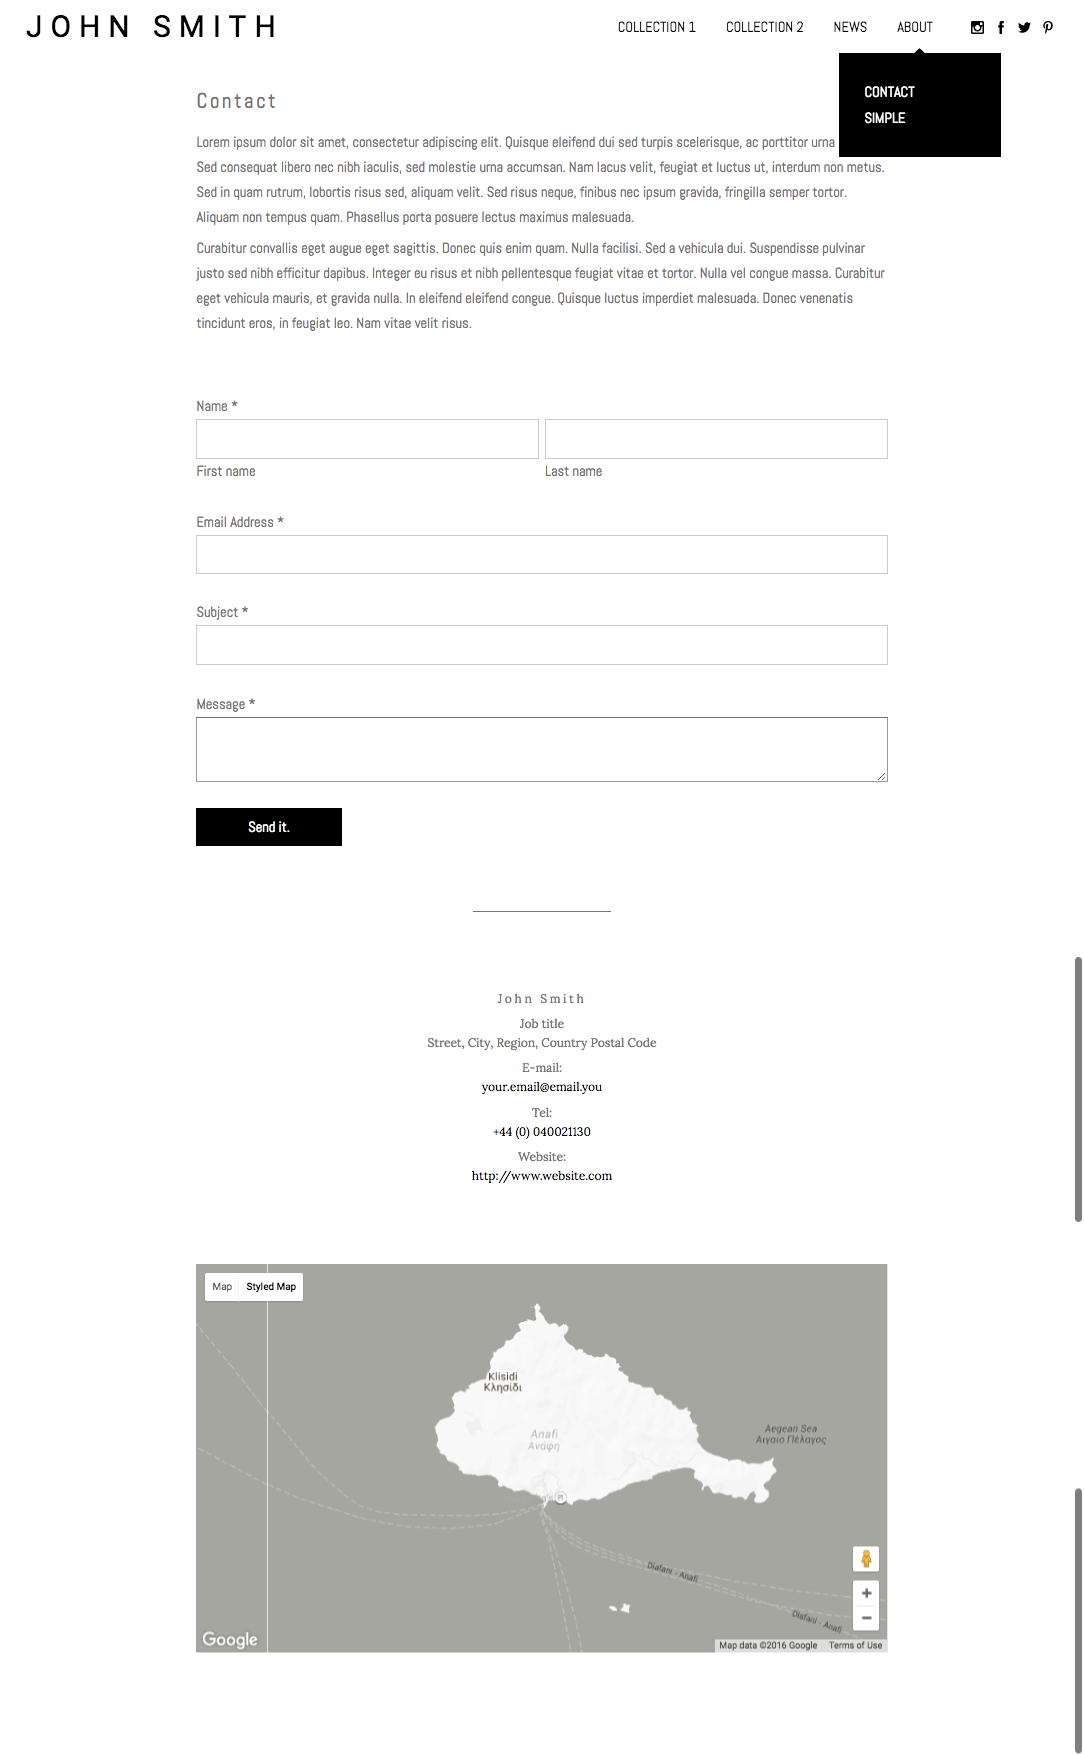 JOHN SMITH
COLLECTION 1 COLLECTION 2 NEWS ABOUT
CONTACT
SIMPLE
Contact
Lorem ipsum dolor sit amet, consectetur adipiscing elit. Quisque eleifend dui sed turpis scelerisque, ac porttitor urna
Sed consequat libero nec nibh iaculis, sed molestie urna accumsan. Nam lacus velit, feugiat et luctus ut, interdum non metus.
Sed in quam rutrum, lobortis risus sed, aliquam velit. Sed risus neque, finibus nec ipsum gravida, fringilla semper tortor.
Aliquam non tempus quam. Phasellus porta posuere lectus maximus malesuada.
Curabitur convallis eget augue eget sagittis. Donec quis enim quam. Nulla facilisi. Sed a vehicula dui. Suspendisse pulvinar
justo sed nibh efficitur dapibus. Integer eu risus et nibh pellentesque feugiat vitae et tortor. Nulla vel congue massa. Curabitur
eget vehicula mauris, et gravida nulla. In eleifend eleifend congue. Quisque luctus imperdiet malesuada. Donec venenatis
tincidunt eros, in feugiat leo. Nam vitae velit risus.
Name *
First name Last name
Email Address *
Subject *
Message *
Send it.
John Smith
Job title
Street, City, Region, Country Postal Code
E-mail:
your.email@email.you
Tel:
+44 (0) 040021130
Website:
http://www.website.com
Map Styled Map
Klisidi
Κλησιδι
Anafi
Ανάφη
Aegean Sea
Αιγαιο Πέλαγος
Diafani - Anafi
Diafani - Anafi
Google
Map data ©2016 Google Terms of Use